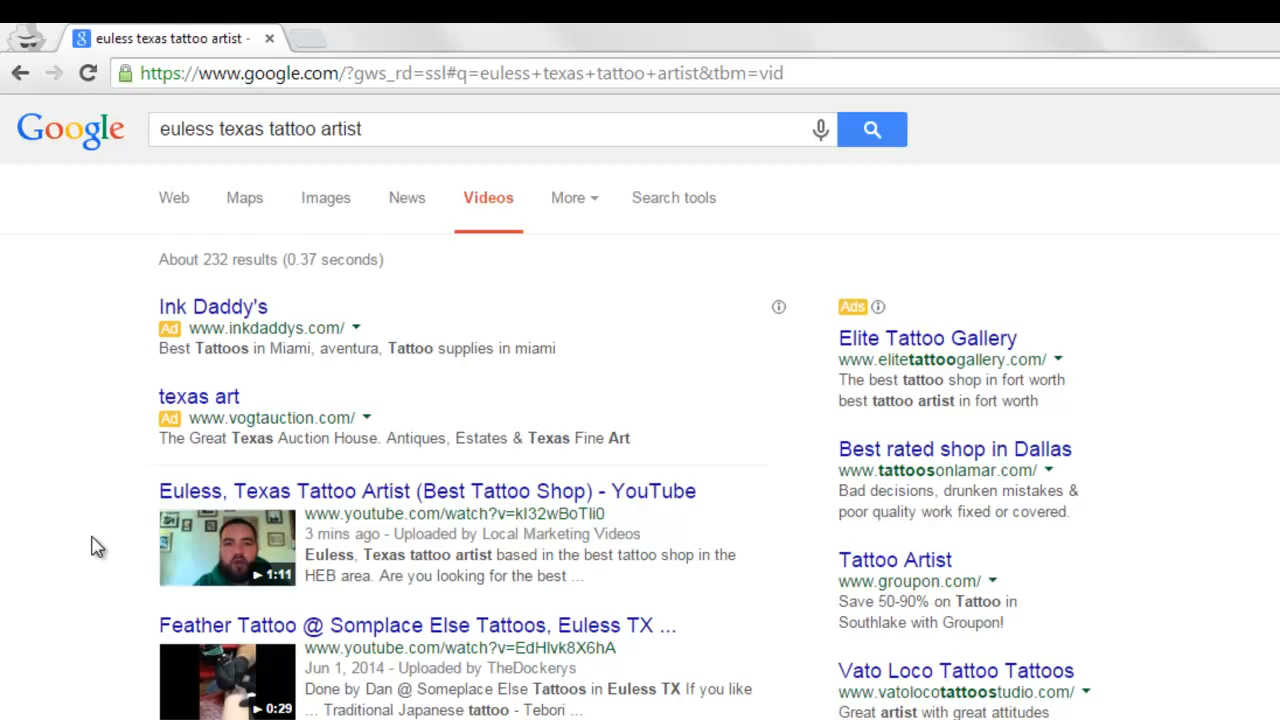 euless texas tattoo artist -
https://www.google.com/?gws_rd=ssl#q=euless+texas+tattoo+artist&tbm=vid
Google
euless texas tattoo artist
Web Maps Images News Videos More Search tools
About 232 results (0.37 seconds)
Ink Daddy's
Ad www.inkdaddys.com/
Best Tattoos in Miami, aventura, Tattoo supplies in miami
texas art
Ad www.vogtauction.com/
The Great Texas Auction House. Antiques, Estates & Texas Fine Art
Euless, Texas Tattoo Artist (Best Tattoo Shop) - YouTube
www.youtube.com/watch?v=kI32wBoTIi0
3 mins ago - Uploaded by Local Marketing Videos
Euless, Texas tattoo artist based in the best tattoo shop in the
HEB area. Are you looking for the best ...
1:11
Feather Tattoo @ Someplace Else Tattoos, Euless TX ...
www.youtube.com/watch?v=EdHlvk8X6hA
Jun 1, 2014 - Uploaded by TheDockerys
Done by Dan @ Someplace Else Tattoos in Euless TX If you like
... Traditional Japanese tattoo - Tebori ...
0:29
Ads
Elite Tattoo Gallery
www.elitetattoogallery.com/
The best tattoo shop in fort worth
best tattoo artist in fort worth
Best rated shop in Dallas
www.tattoosonlamar.com/
Bad decisions, drunken mistakes &
poor quality work fixed or covered.
Tattoo Artist
www.groupon.com/
Save 50-90% on Tattoo in
Southlake with Groupon!
Vato Loco Tattoo Tattoos
www.vatolocotattoostudio.com/
Great artist with great attitudes